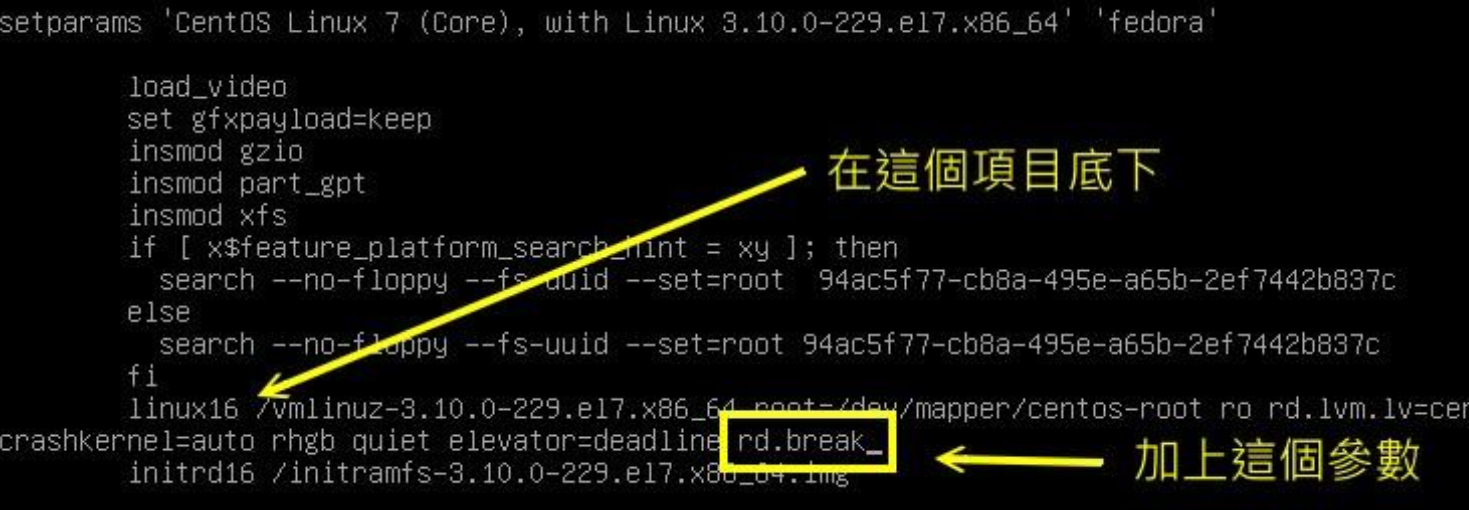 setparams 'CentOS Linux 7 (Core), with Linux 3.10.0-229.el7.x86_64' 'fedora'
load_video
set gfxpayload=keep
insmod gzio
insmod part_gpt
insmod xfs
if [ x$feature_platform_search_hint = xy ]; then
search --no-floppy --fs-uuid --set=root  94ac5f77-cb8a-495e-a65b-2ef7442b837c
else
search --no-floppy --fs-uuid --set=root 94ac5f77-cb8a-495e-a65b-2ef7442b837c
fi
linux16 /vmlinuz-3.10.0-229.el7.x86_64 root=/dev/mapper/centos-root ro rd.lvm.lv=cen
crashkernel=auto rhgb quiet elevator=deadline rd.break_
initrd16 /initramfs-3.10.0-229.el7.x86_64.img
在這個項目底下
加上這個參數